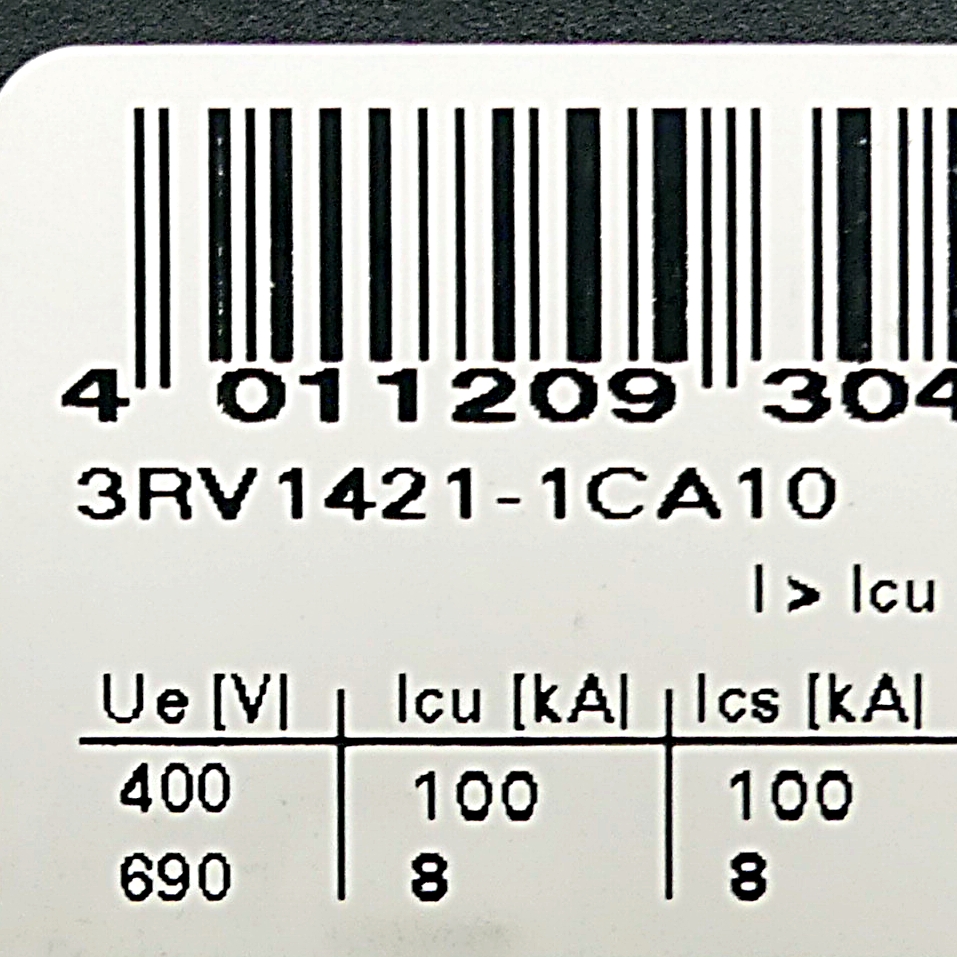 4 011209 304
3RV1421-1CA10
I > Icu
Ue [V] Icu [kA] Ics [kA]
400 100 100
690 8 8